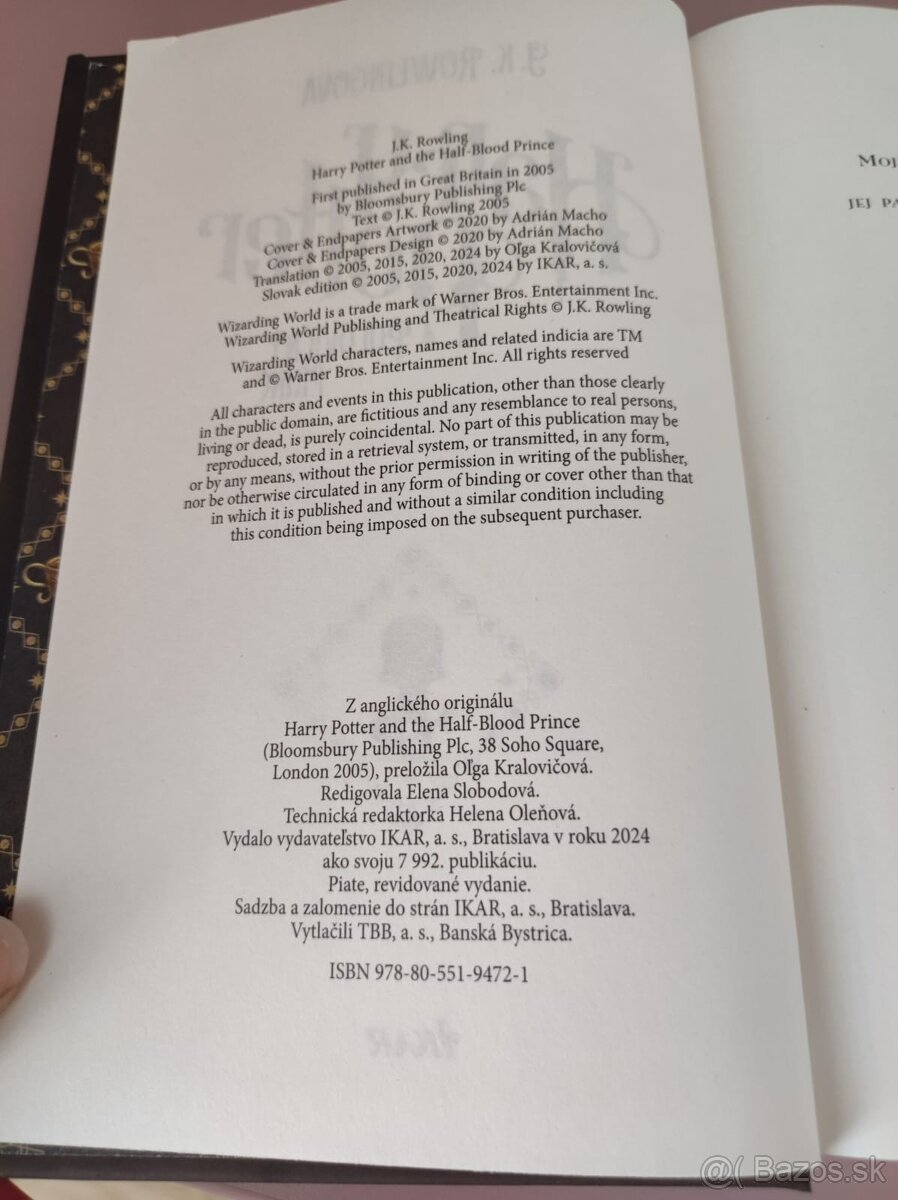 J.K. Rowling
Harry Potter and the Half-Blood Prince
First published in Great Britain in 2005
by Bloomsbury Publishing Plc
Text © J.K. Rowling 2005
Cover & Endpapers Artwork © 2020 by Adrián Macho
Cover & Endpapers Design © 2020 by Adrián Macho
Translation © 2005, 2015, 2020, 2024 by Oľga Kralovičová
Slovak edition © 2005, 2015, 2020, 2024 by IKAR, a. s.
Wizarding World is a trade mark of Warner Bros. Entertainment Inc.
Wizarding World Publishing and Theatrical Rights © J.K. Rowling
Wizarding World characters, names and related indicia are TM
and © Warner Bros. Entertainment Inc. All rights reserved
All characters and events in this publication, other than those clearly
in the public domain, are fictitious and any resemblance to real persons,
living or dead, is purely coincidental. No part of this publication may be
reproduced, stored in a retrieval system, or transmitted, in any form,
or by any means, without the prior permission in writing of the publisher,
nor be otherwise circulated in any form of binding or cover other than that
in which it is published and without a similar condition including
this condition being imposed on the subsequent purchaser.
Z anglického originálu
Harry Potter and the Half-Blood Prince
(Bloomsbury Publishing Plc, 38 Soho Square,
London 2005), preložila Oľga Kralovičová.
Redigovala Elena Slobodová.
Technická redaktorka Helena Oleňová.
Vydalo vydavateľstvo IKAR, a. s., Bratislava v roku 2024
ako svoju 7 992. publikáciu.
Piate, revidované vydanie.
Sadzba a zalomenie do strán IKAR, a. s., Bratislava.
Vytlačili TBB, a. s., Banská Bystrica.
ISBN 978-80-551-9472-1
MOJ
JEJ PA
@( Bazos.sk